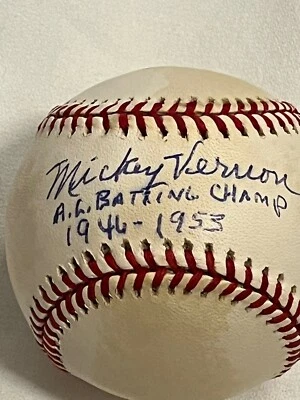 Mickey Vernon
A.L. BATTING CHAMP
1946-1953